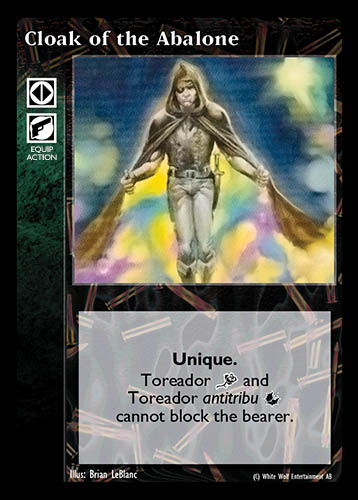 Cloak of the Abalone
EQUIP
ACTION
Unique.
Toreador and
Toreador antitribu
cannot block the bearer.
Illus: Brian LeBlanc
(C) White Wolf Entertainment AB